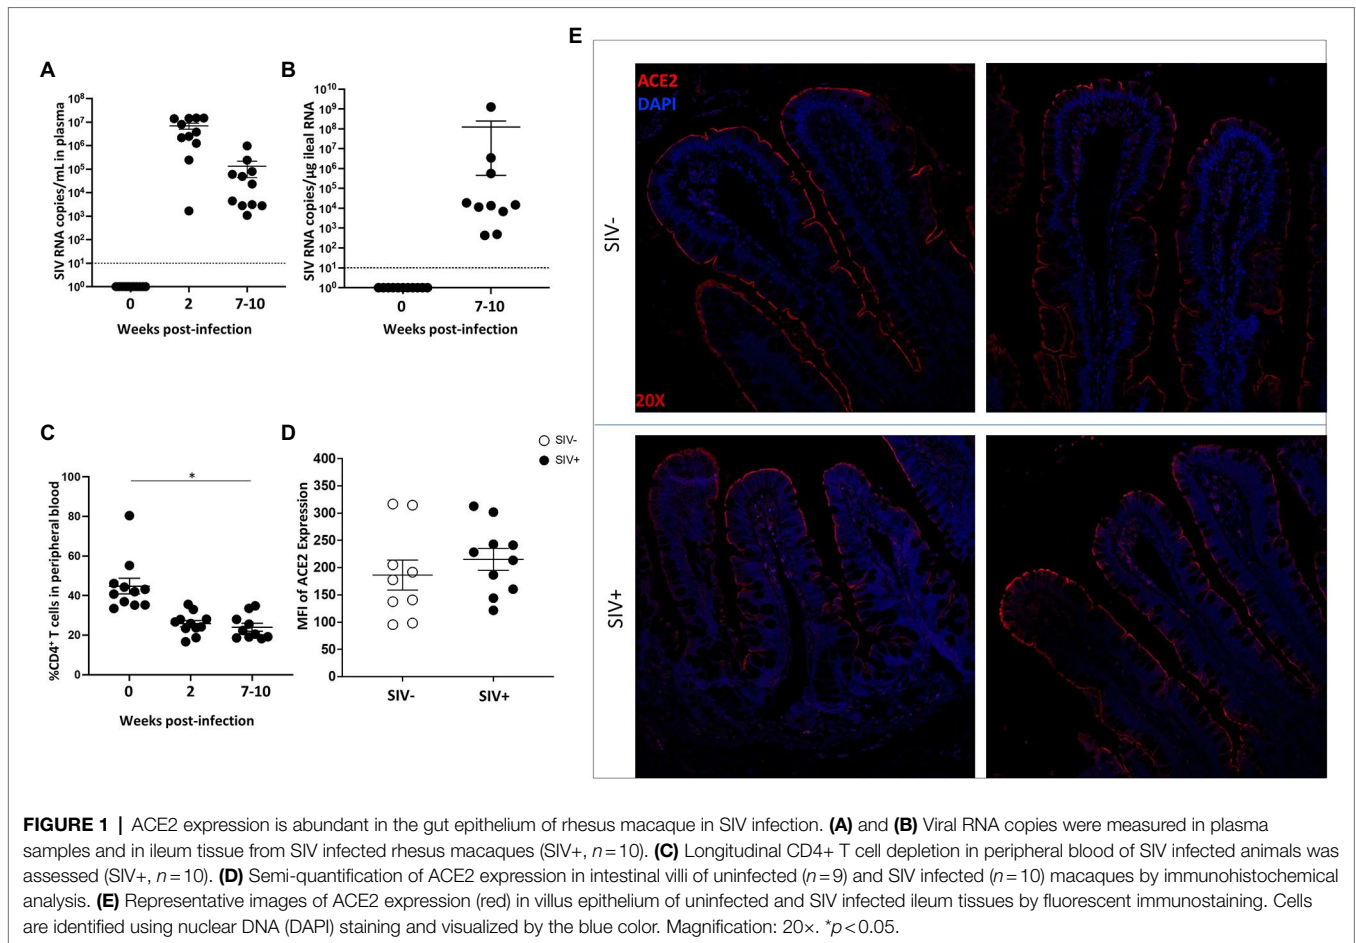 A
SIV RNA copies/mL in plasma
10⁸
10⁷
10⁶
10⁵
10⁴
10³
10²
10¹
10⁰
0
2
7-10
Weeks post-infection
B
SIV RNA copies/µg ileal RNA
10¹⁰
10⁹
10⁸
10⁷
10⁶
10⁵
10⁴
10³
10²
10¹
10⁰
0
7-10
Weeks post-infection
C
%CD4⁺ T cells in peripheral blood
100
80
60
40
20
0
*
0
2
7-10
Weeks post-infection
D
SIV-
SIV+
MFI of ACE2 Expression
400
350
300
250
200
150
100
50
0
SIV-
SIV+
E
ACE2
DAPI
20X
SIV-
SIV+
FIGURE 1 | ACE2 expression is abundant in the gut epithelium of rhesus macaque in SIV infection. (A) and (B) Viral RNA copies were measured in plasma
samples and in ileum tissue from SIV infected rhesus macaques (SIV+, n=10). (C) Longitudinal CD4+ T cell depletion in peripheral blood of SIV infected animals was
assessed (SIV+, n=10). (D) Semi-quantification of ACE2 expression in intestinal villi of uninfected (n=9) and SIV infected (n=10) macaques by immunohistochemical
analysis. (E) Representative images of ACE2 expression (red) in villus epithelium of uninfected and SIV infected ileum tissues by fluorescent immunostaining. Cells
are identified using nuclear DNA (DAPI) staining and visualized by the blue color. Magnification: 20×. *p<0.05.